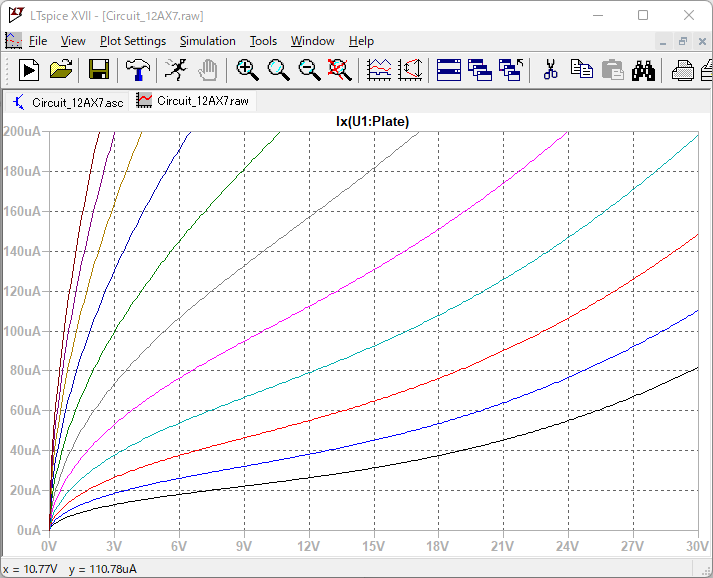 LTspice XVII - [Circuit_12AX7.raw]
File View Plot Settings Simulation Tools Window Help
Circuit_12AX7.asc Circuit_12AX7.raw
Ix(U1:Plate)
200uA
180uA
160uA
140uA
120uA
100uA
80uA
60uA
40uA
20uA
0uA
0V 3V 6V 9V 12V 15V 18V 21V 24V 27V 30V
x = 10.77V y = 110.78uA